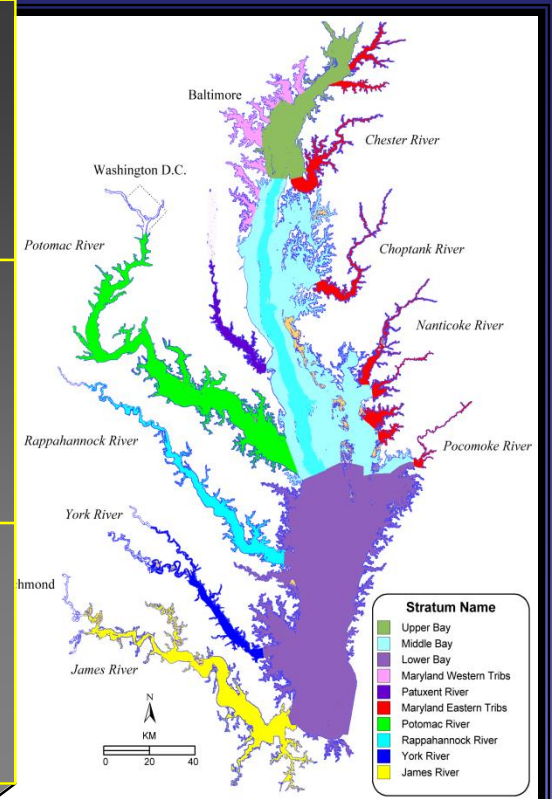 Baltimore
Chester River
Washington D.C.
Potomac River
Choptank River
Nanticoke River
Rappahannock River
Pocomoke River
York River
hmond
James River
N
KM
0 20 40
Stratum Name
Upper Bay
Middle Bay
Lower Bay
Maryland Western Tribs
Patuxent River
Maryland Eastern Tribs
Potomac River
Rappahannock River
York River
James River